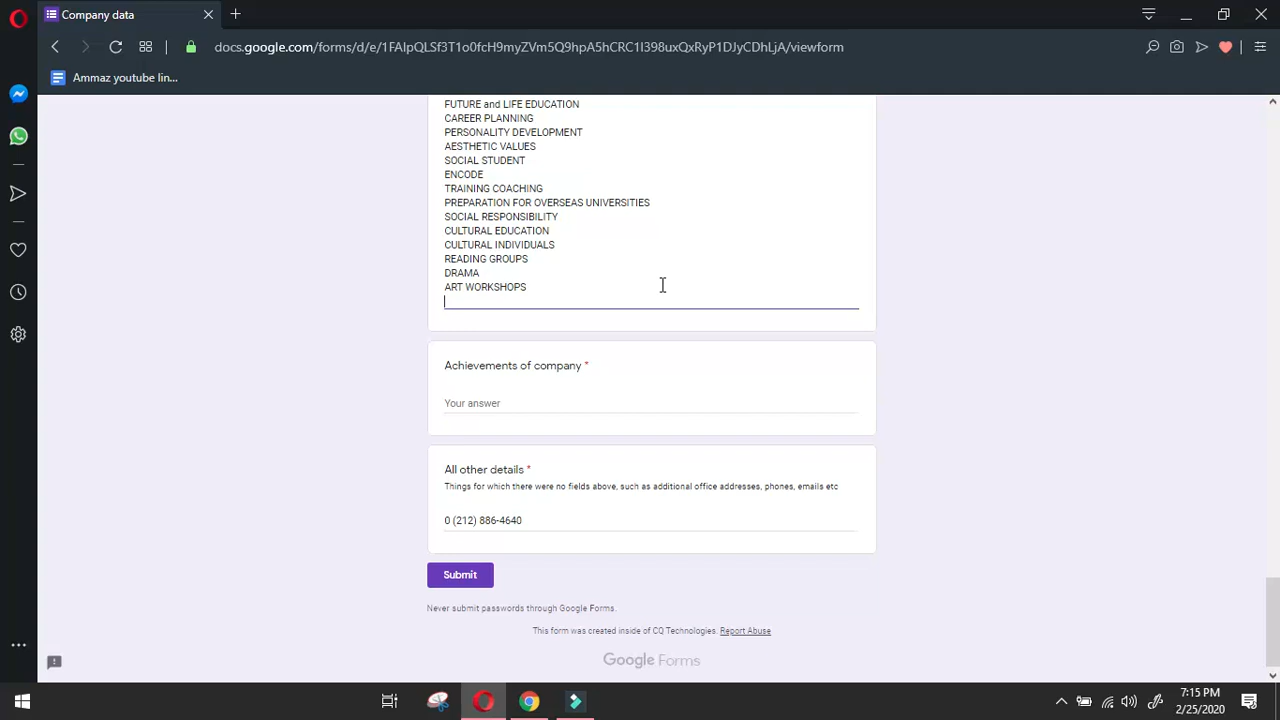 Company data
docs.google.com/forms/d/e/1FAIpQLSf3T1o0fcH9myZVm5Q9hpA5hCRC1I398uxQxRyP1DJyCDhLjA/viewform
Ammaz youtube lin...
FUTURE and LIFE EDUCATION
CAREER PLANNING
PERSONALITY DEVELOPMENT
AESTHETIC VALUES
SOCIAL STUDENT
ENCODE
TRAINING COACHING
PREPARATION FOR OVERSEAS UNIVERSITIES
SOCIAL RESPONSIBILITY
CULTURAL EDUCATION
CULTURAL INDIVIDUALS
READING GROUPS
DRAMA
ART WORKSHOPS
Achievements of company *
Your answer
All other details *
Things for which there were no fields above, such as additional office addresses, phones, emails etc
0 (212) 886-4640
Submit
Never submit passwords through Google Forms.
This form was created inside of CQ Technologies. Report Abuse
Google Forms
7:15 PM
2/25/2020